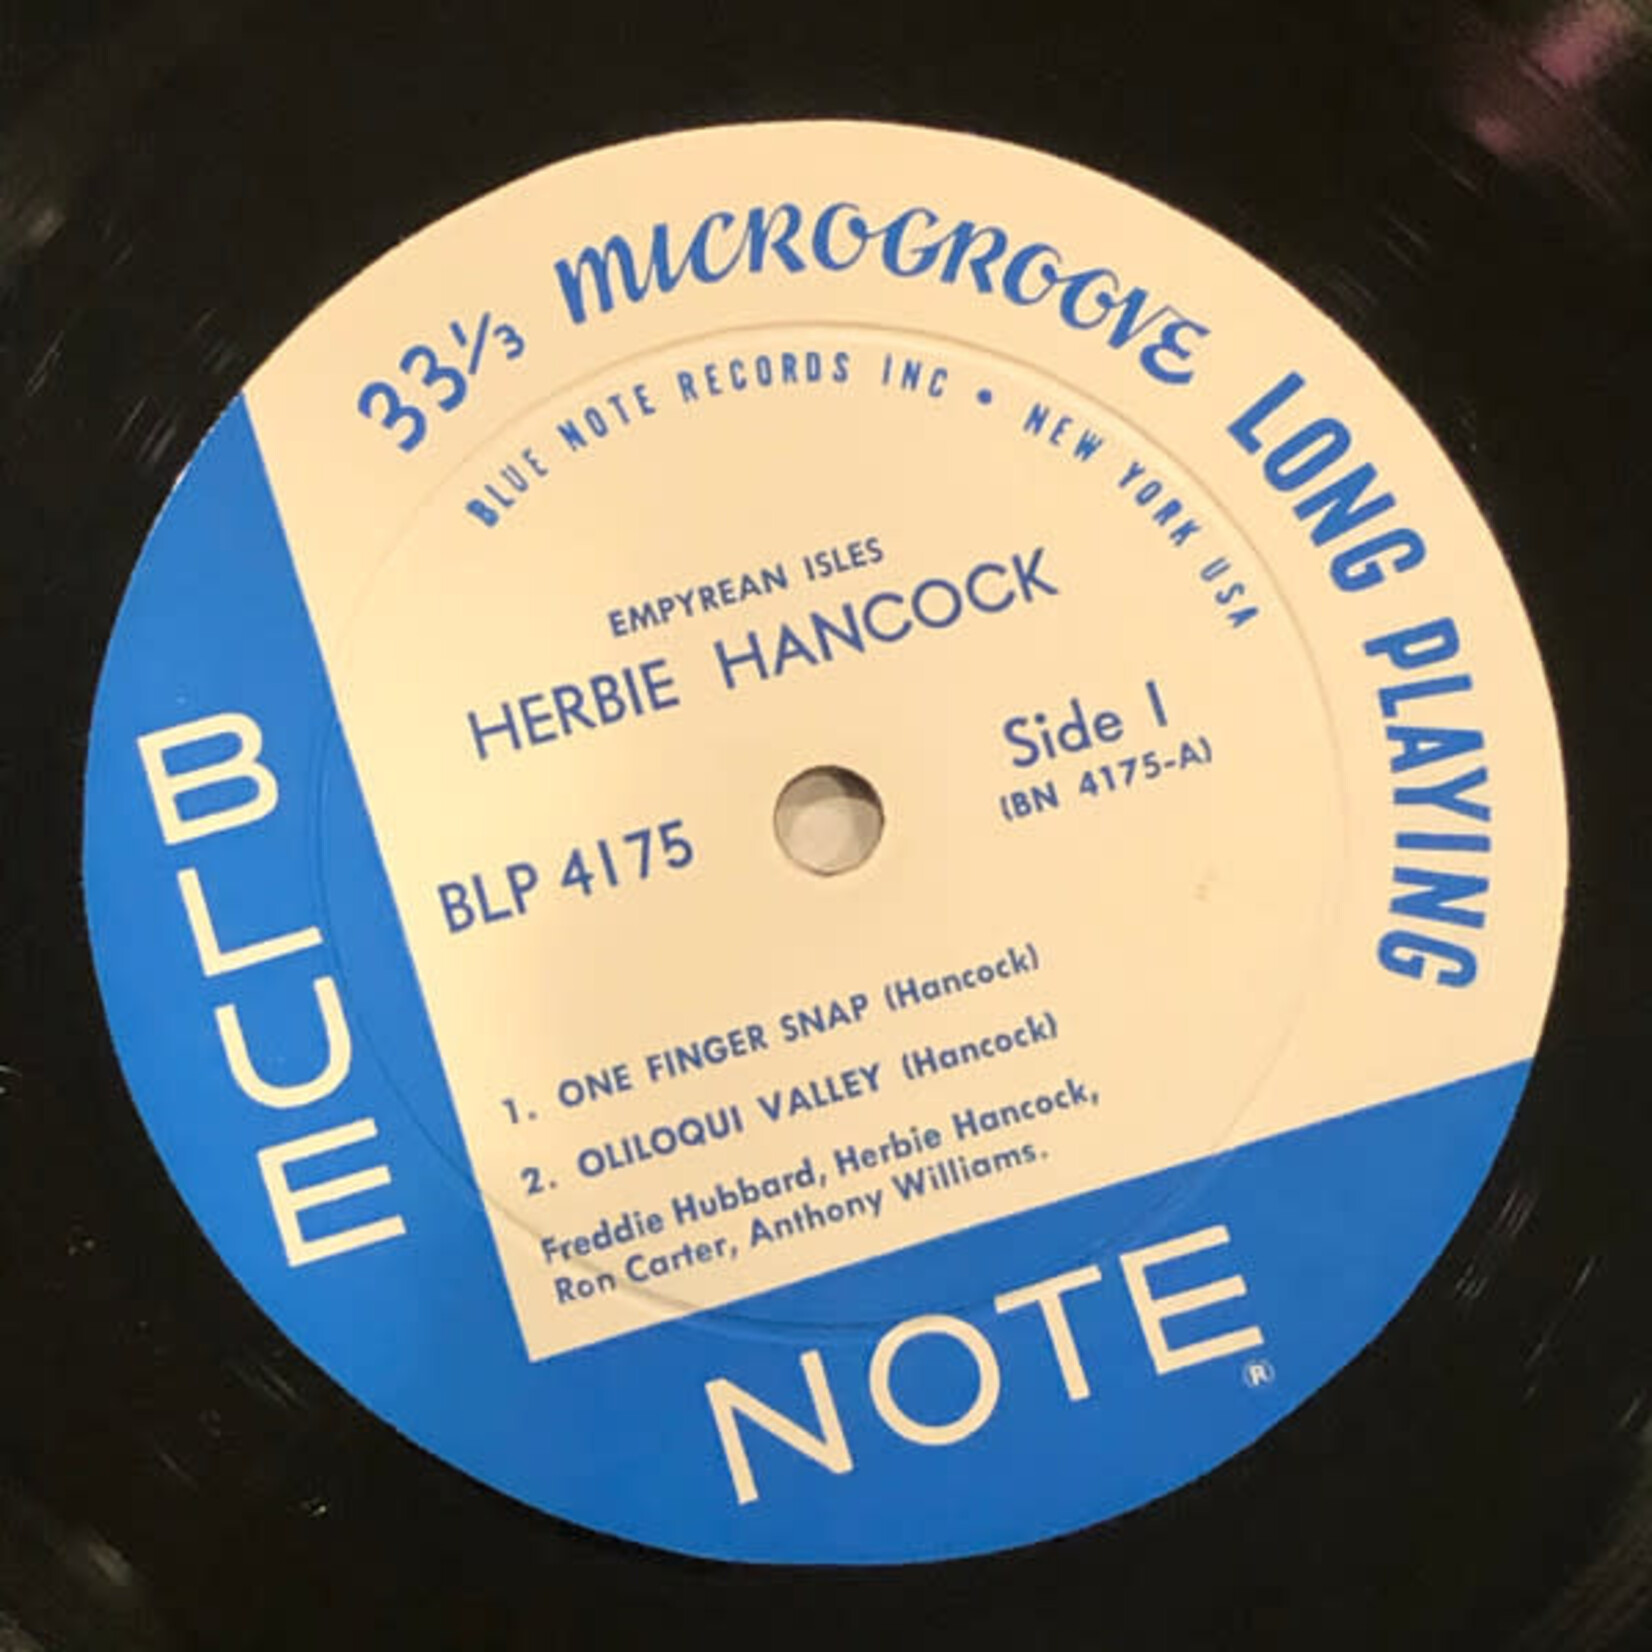 33⅓ MICROGROOVE LONG PLAYING
BLUE NOTE RECORDS INC • NEW YORK USA
EMPYREAN ISLES
HERBIE HANCOCK
Side 1
(BN 4175-A)
BLP 4175
1. ONE FINGER SNAP (Hancock)
2. OLILOQUI VALLEY (Hancock)
Freddie Hubbard, Herbie Hancock,
Ron Carter, Anthony Williams.
BLUE
NOTE®